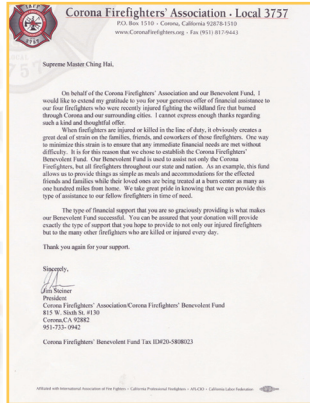 Corona Firefighters' Association - Local 3757
P.O. Box 1510 - Corona, California 92878-1510
www.Coronafirefighters.org - Fax (951) 817-9443
Supreme Master Ching Hai,
On behalf of the Corona Firefighters' Association and our Benevolent Fund, I
would like to extend my gratitude to you for your generous offer of financial assistance to
our four firefighters who were recently injured fighting the wildland fire that burned
through Corona and our surrounding cities. I cannot express enough thanks regarding
such a kind and thoughtful offer.
When firefighters are injured or killed in the line of duty, it obviously creates a
great deal of strain on the families, friends, and coworkers of those firefighters. One way
to minimize this strain is to ensure that any immediate financial needs are met without
difficulty. It is for this reason that we chose to establish the Corona Firefighters'
Benevolent Fund. Our Benevolent Fund is used to assist not only the Corona
Firefighters', but all firefighters throughout our state and nation. As an example, this fund
allows us to provide things as simple as meals and accommodations for the effected
friends and families while their loved ones are being treated at a burn center as many as
one hundred miles from home. We take great pride in knowing that we can provide this
type of assistance to our fellow firefighters in time of need.
The type of financial support that you are so graciously providing is what makes
our Benevolent Fund successful. You can be assured that your donation will provide
exactly the type of support that you hope to provide to not only our injured firefighters
but to the many other firefighters who are killed or injured every day.
Thank you again for your support.
Sincerely,
Jim Steiner
President
Corona Firefighters' Association/Corona Firefighters' Benevolent Fund
815 W. Sixth St. #130
Corona,CA 92882
951-733- 0942
Corona Firefighters' Benevolent Fund Tax ID#20-5808023
Affiliated with International Association of Fire Fighters - California Professional Firefighters - AFL-CIO - California Labor Federation